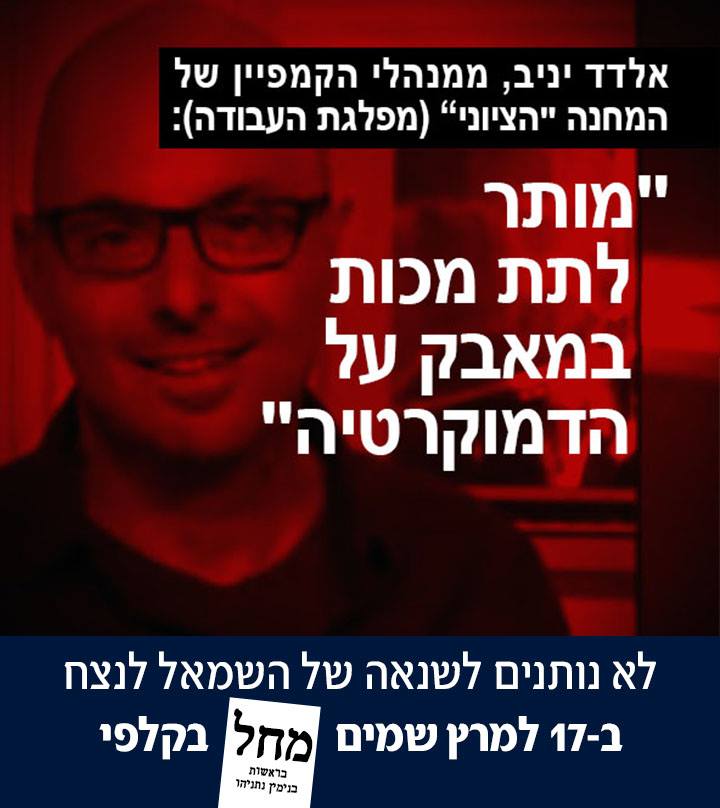 אלדד יניב, ממנהלי הקמפיין של
המחנה "הציוני" (מפלגת העבודה):
"מותר
לתת מכות
במאבק על
הדמוקרטיה"
לא נותנים לשנאה של השמאל לנצח
ב-17 למרץ שמים מחל בקלפי
בראשות
בנימין נתניהו